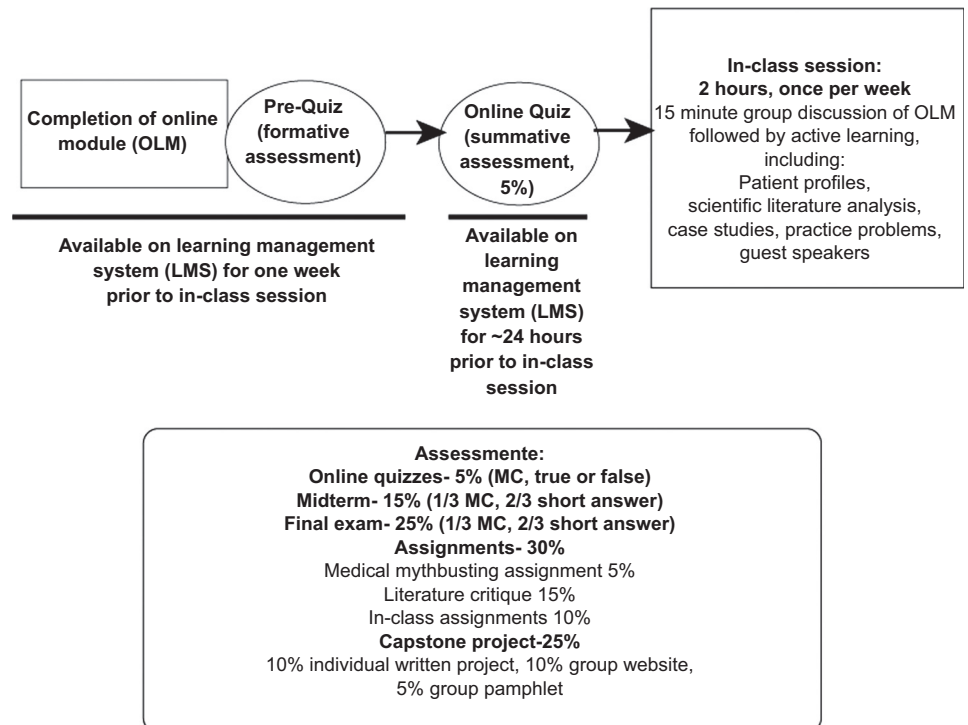 Completion of online
module (OLM)
Pre-Quiz
(formative
assessment)
Online Quiz
(summative
assessment,
5%)
In-class session:
2 hours, once per week
15 minute group discussion of OLM
followed by active learning,
including:
Patient profiles,
scientific literature analysis,
case studies, practice problems,
guest speakers
Available on learning management
system (LMS) for one week
prior to in-class session
Available on
learning
management
system (LMS)
for ~24 hours
prior to in-class
session
Assessmente:
Online quizzes- 5% (MC, true or false)
Midterm- 15% (1/3 MC, 2/3 short answer)
Final exam- 25% (1/3 MC, 2/3 short answer)
Assignments- 30%
Medical mythbusting assignment 5%
Literature critique 15%
In-class assignments 10%
Capstone project-25%
10% individual written project, 10% group website,
5% group pamphlet